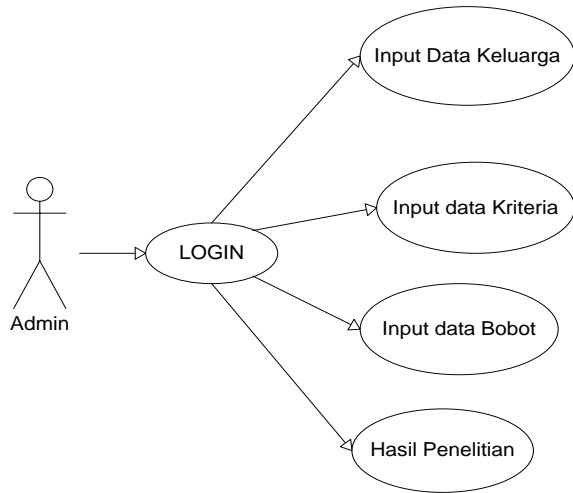 Input Data Keluarga
Input data Kriteria
LOGIN
Admin
Input data Bobot
Hasil Penelitian